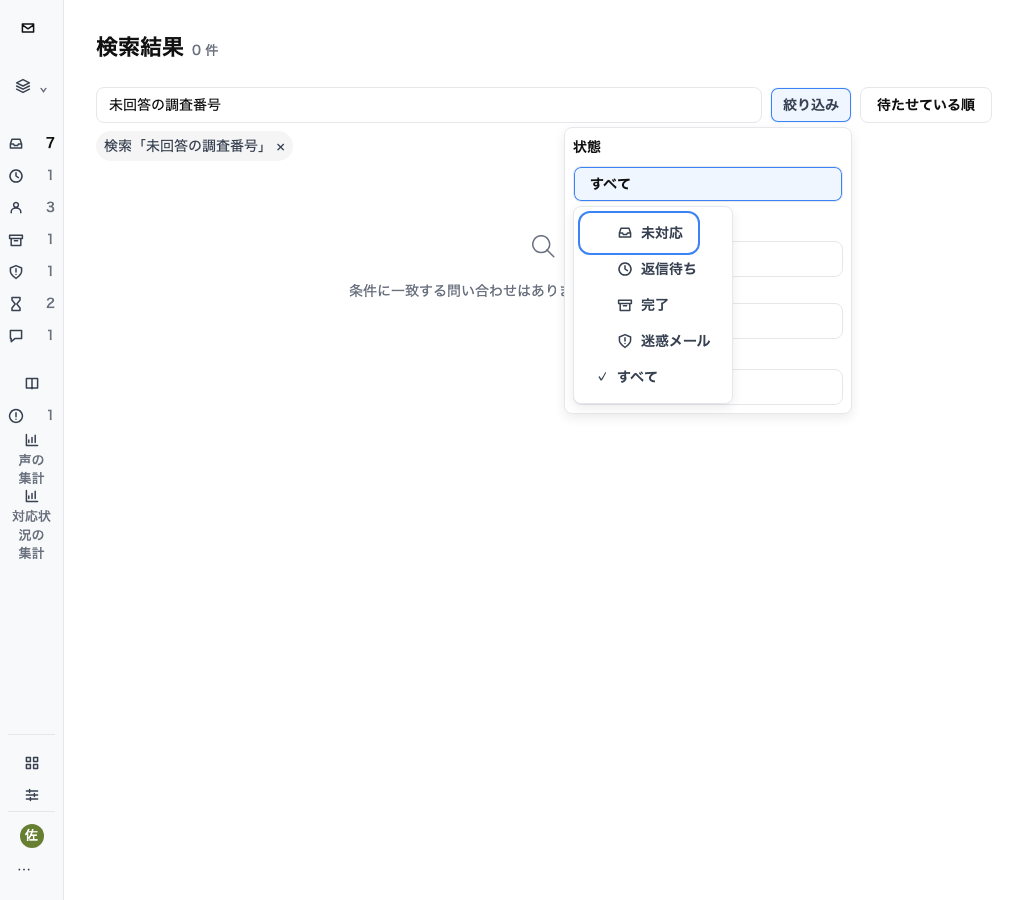 検索結果 0 件
未回答の調査番号
絞り込み
待たせている順
検索「未回答の調査番号」 ×
状態
すべて
未対応
返信待ち
完了
迷惑メール
✓ すべて
条件に一致する問い合わせはありま
7
1
3
1
1
2
1
1
声の
集計
対応状
況の
集計
佐
…